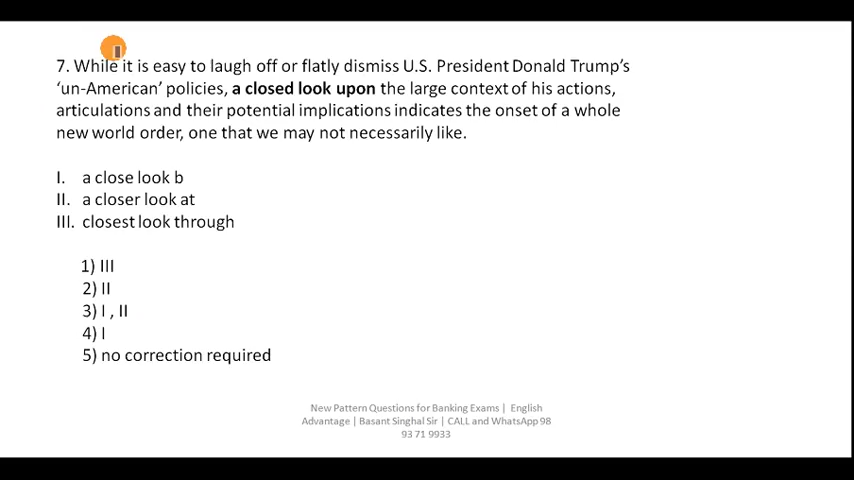 7. While it is easy to laugh off or flatly dismiss U.S. President Donald Trump's
'un-American' policies, a closed look upon the large context of his actions,
articulations and their potential implications indicates the onset of a whole
new world order, one that we may not necessarily like.
I. a close look b
II. a closer look at
III. closest look through
1) III
2) II
3) I , II
4) I
5) no correction required
New Pattern Questions for Banking Exams | English
Advantage | Basant Singhal Sir | CALL and WhatsApp 98
93 71 9933